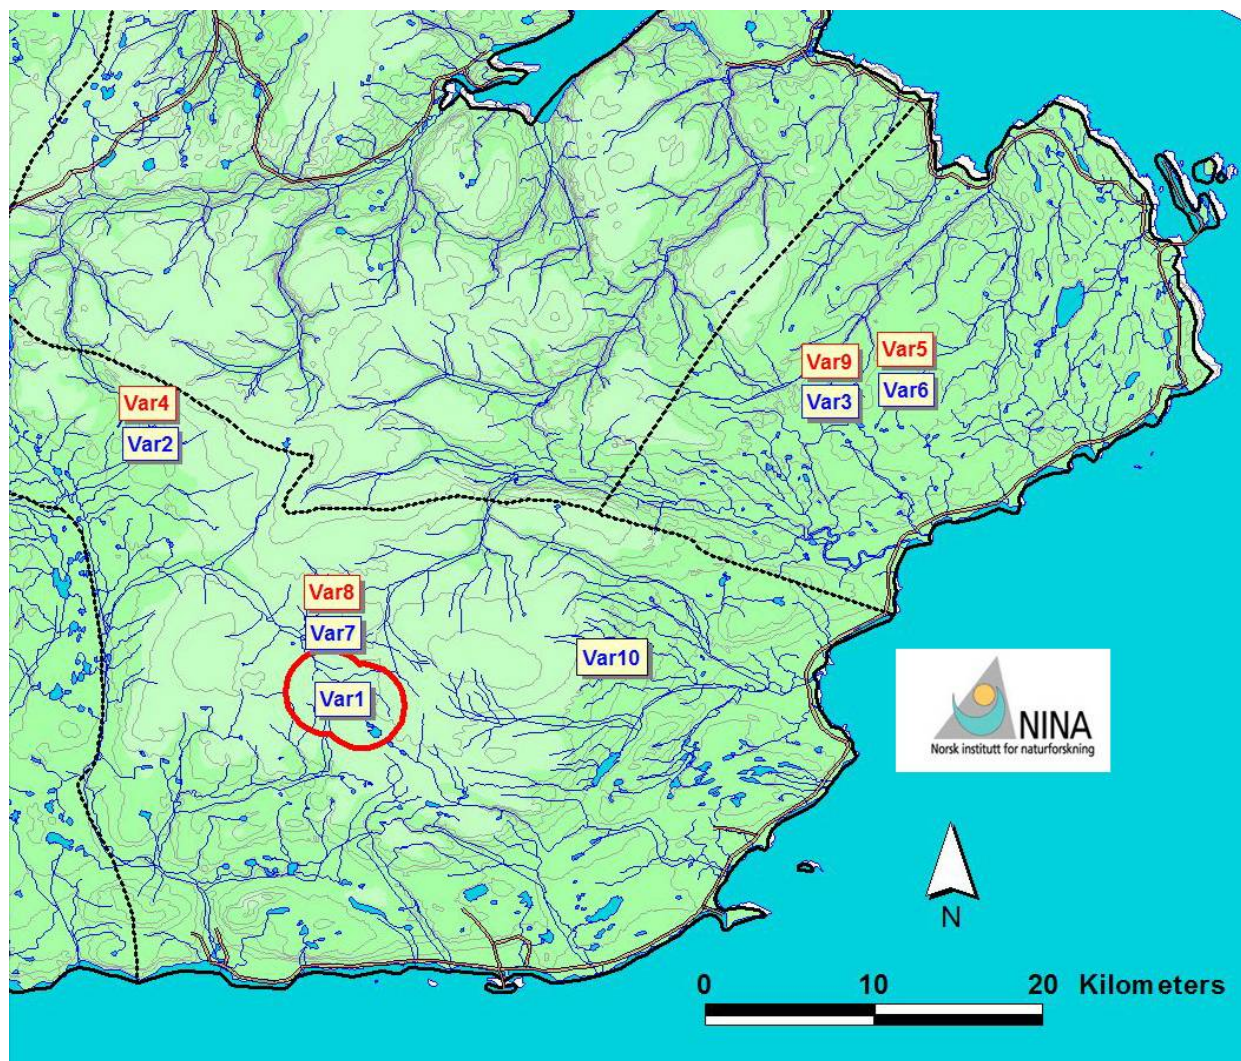 Var9
Var5
Var3
Var6
Var4
Var2
Var8
Var7
Var10
Var1
NINA
Norsk institutt for naturforskning
N
0 10 20 Kilometers